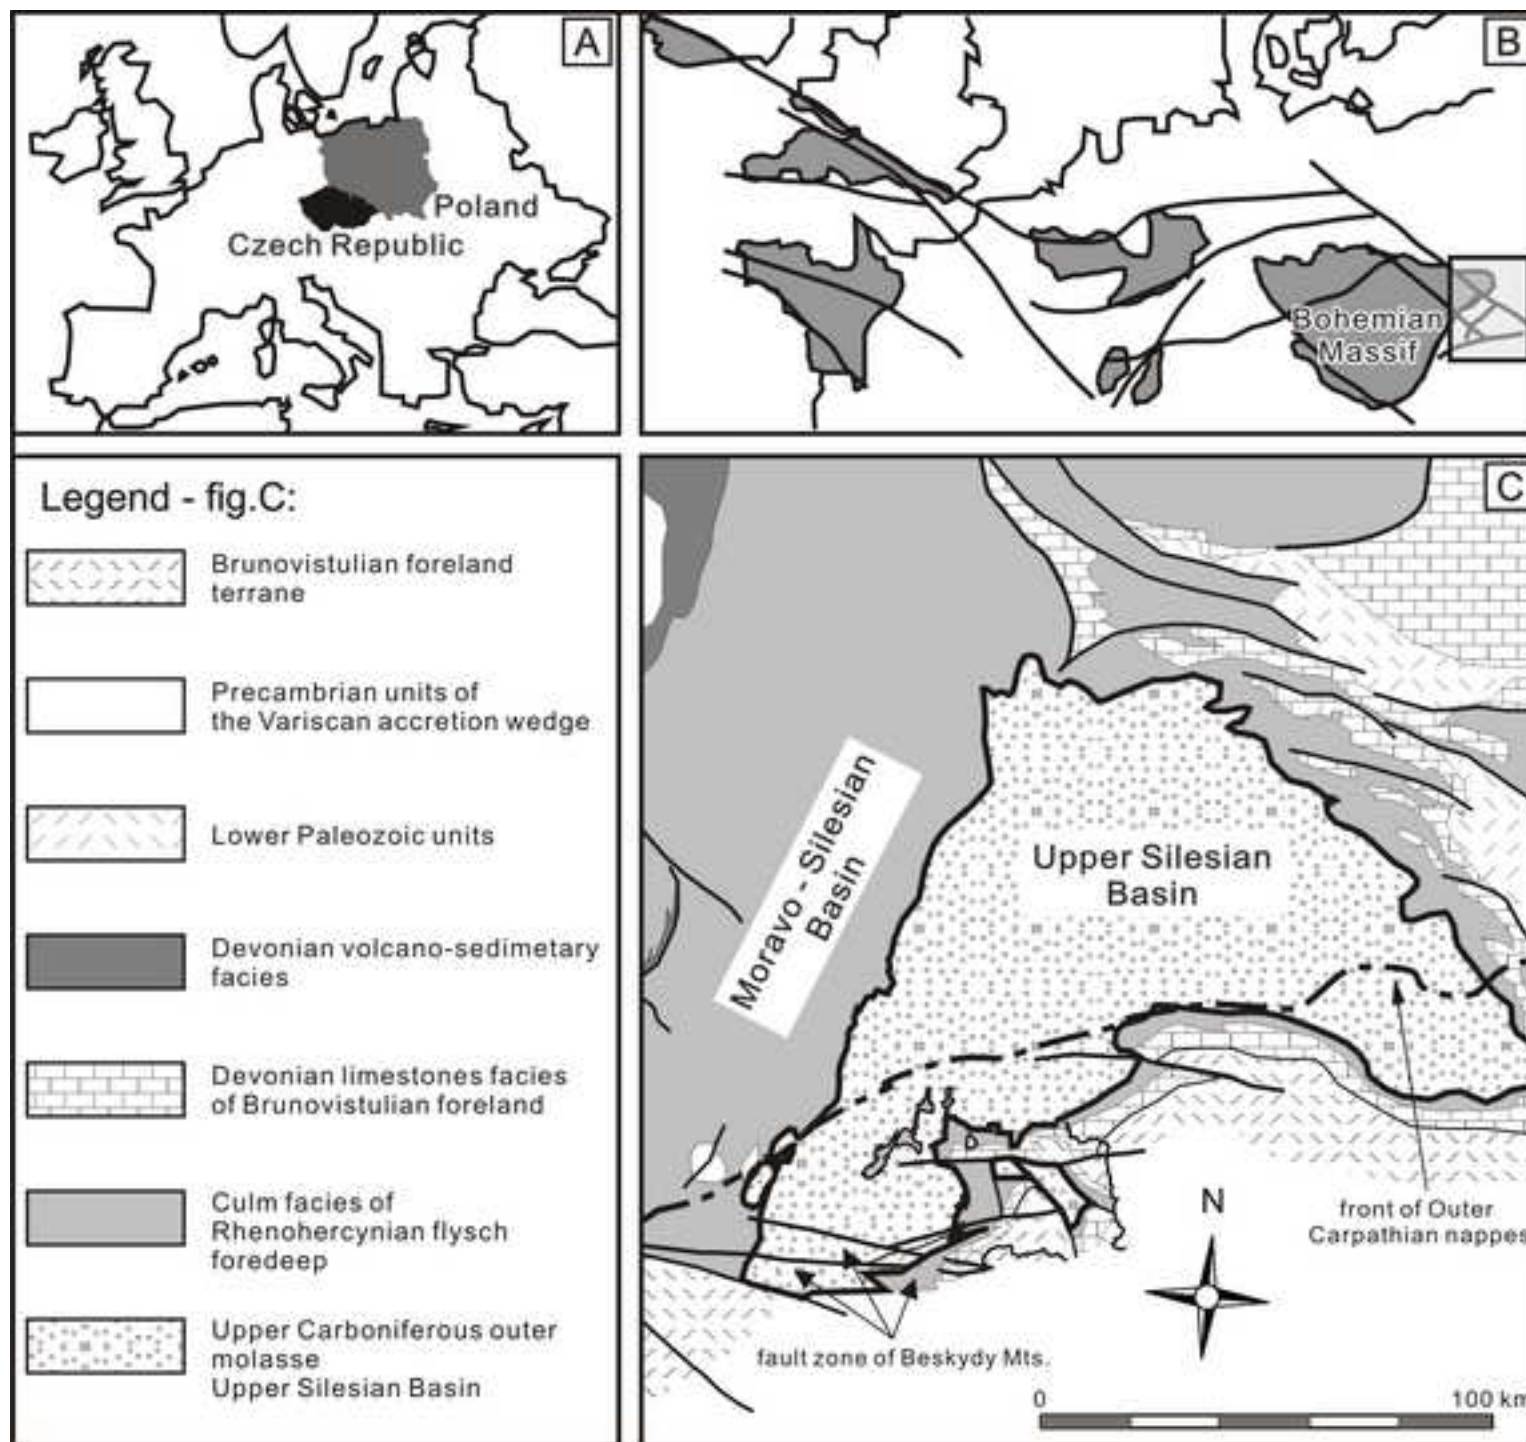 A
Poland
Czech Republic
B
Bohemian
Massif
Legend - fig.C:
Brunovistulian foreland
terrane
Precambrian units of
the Variscan accretion wedge
Lower Paleozoic units
Devonian volcano-sedimetary
facies
Devonian limestones facies
of Brunovistulian foreland
Culm facies of
Rhenohercynian flysch
foredeep
Upper Carboniferous outer
molasse
Upper Silesian Basin
C
Moravo - Silesian
Basin
Upper Silesian
Basin
D
N
front of Outer
Carpathian nappes
fault zone of Beskydy Mts.
0
100 km